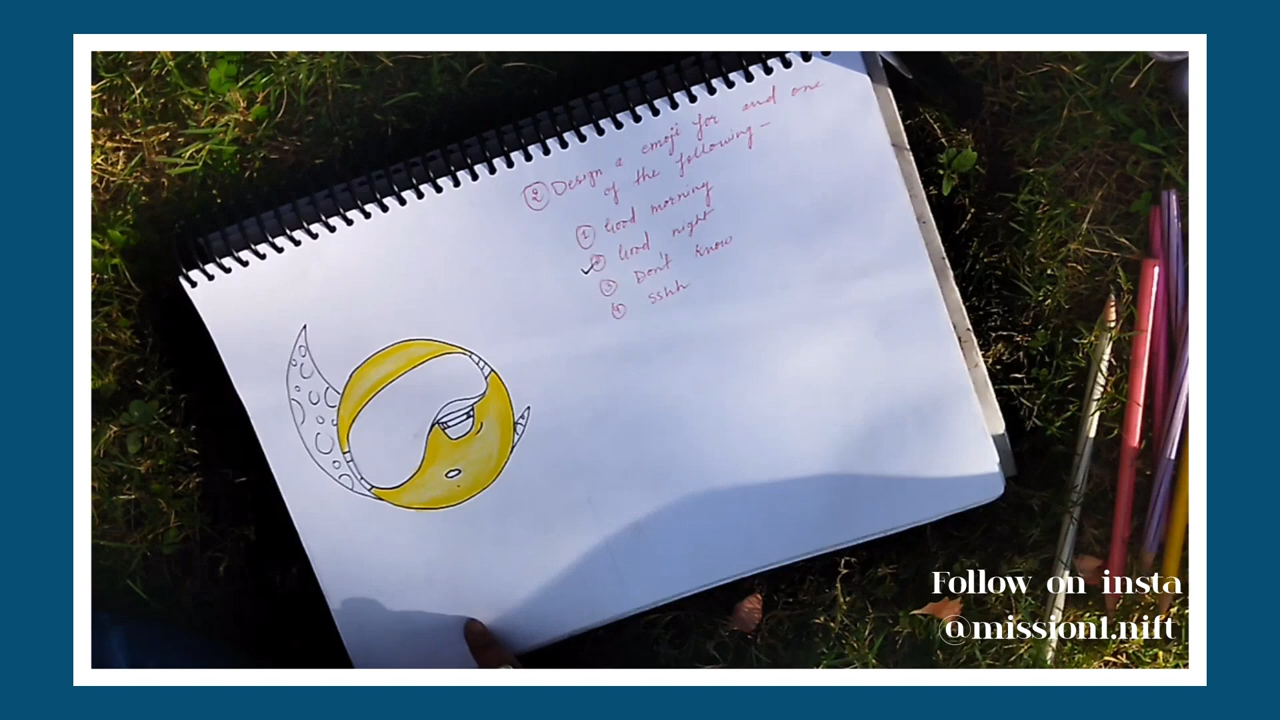 ② Design a emoji for and one
of the following -
① Good morning
② Good night
③ Don't know
④ sshh
Follow on insta
@mission1.nift